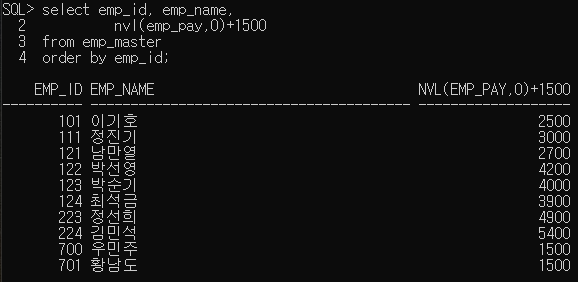 SQL> select emp_id, emp_name,
  2         nvl(emp_pay,0)+1500
  3  from emp_master
  4  order by emp_id;
    EMP_ID EMP_NAME                                 NVL(EMP_PAY,0)+1500
---------- ---------------------------------------- -------------------
       101 이기호                                                  2500
       111 정진기                                                  3000
       121 남만열                                                  2700
       122 박선영                                                  4200
       123 박순기                                                  4000
       124 최석금                                                  3900
       223 정선희                                                  4900
       224 김민석                                                  5400
       700 우민주                                                  1500
       701 황남도                                                  1500